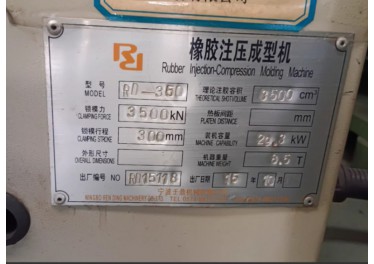 橡胶注压成型机
Rubber Injection-Compression Molding Machine
型号 MODEL RD-350
理论注胶容积 THEORETICAL SHOTVOLUME 3500 cm³
锁模力 CLAMPING FORCE 3500kN
热板间距 PLATEN DISTANCE mm
锁模行程 CLAMPING STROKE 300mm
装机容量 MACHINE CAPABILITY kW
外形尺寸 OVERALL DIMENSIONS
机器重量 MACHINE WEIGHT T
出厂编号 NO
出厂日期 15 年 月